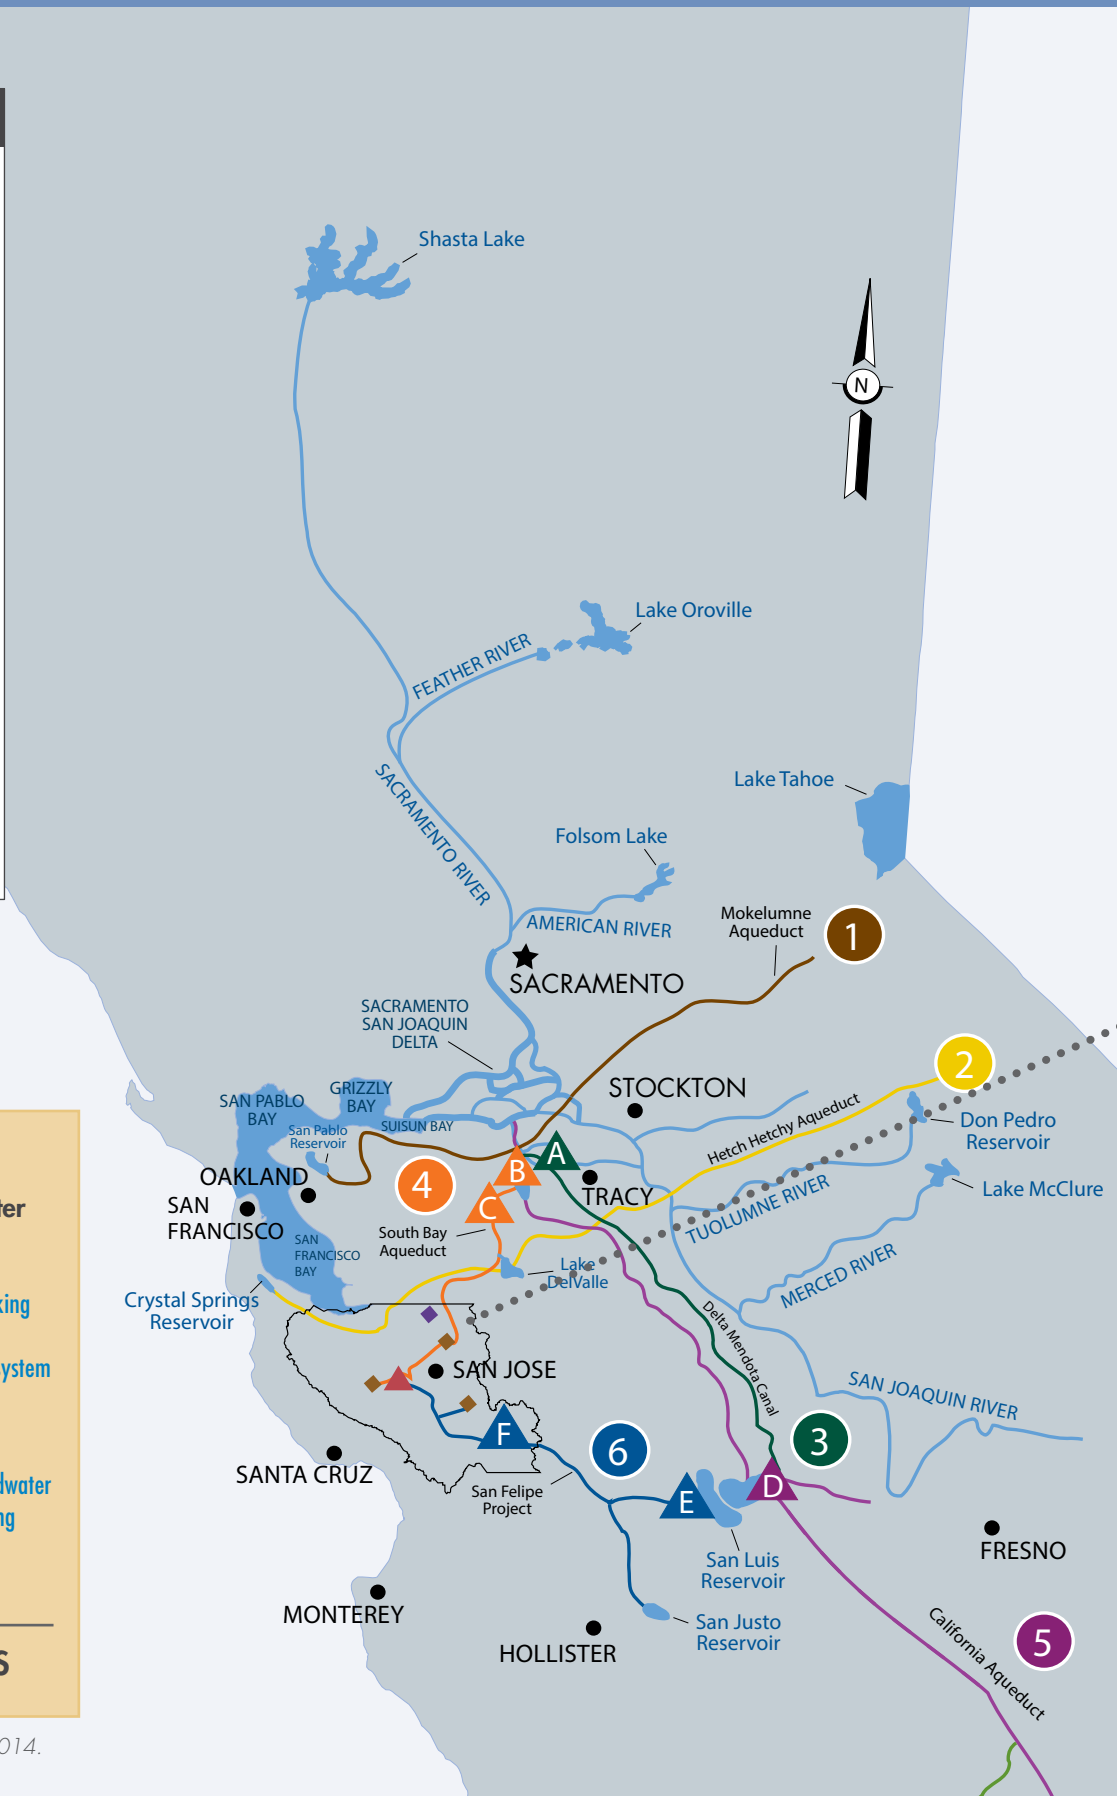 Shasta Lake
N
Lake Oroville
FEATHER RIVER
SACRAMENTO RIVER
Lake Tahoe
Folsom Lake
AMERICAN RIVER
Mokelumne
Aqueduct
1
SACRAMENTO
SACRAMENTO
SAN JOAQUIN
DELTA
2
STOCKTON
GRIZZLY
BAY
SAN PABLO
BAY
SUISUN BAY
San Pablo
Reservoir
Hetch Hetchy Aqueduct
Don Pedro
Reservoir
A
B
C
4
OAKLAND
TRACY
Lake McClure
SAN
FRANCISCO
TUOLUMNE RIVER
South Bay
Aqueduct
SAN
FRANCISCO
BAY
Lake
DelValle
MERCED RIVER
Crystal Springs
Reservoir
Delta Mendota Canal
SAN JOSE
SAN JOAQUIN RIVER
F
6
3
SANTA CRUZ
San Felipe
Project
E
D
San Luis
Reservoir
FRESNO
MONTEREY
San Justo
Reservoir
HOLLISTER
California Aqueduct
5
ter
king
ystem
dwater
ng
S
014.